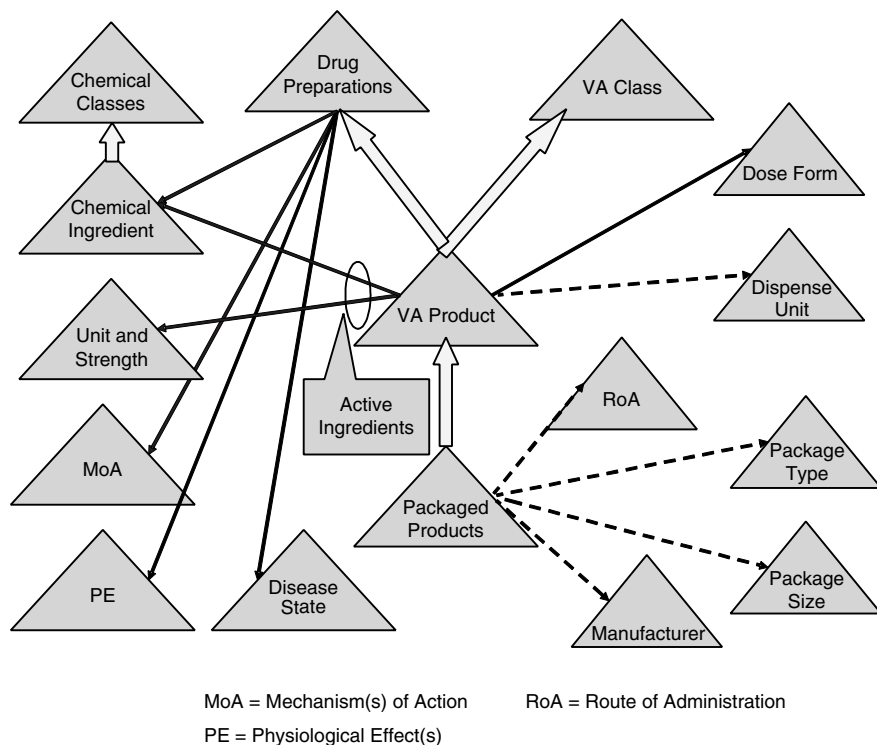 Chemical
Classes
Drug
Preparations
VA Class
Dose Form
Chemical
Ingredient
Dispense
Unit
VA Product
Unit and
Strength
RoA
Active
Ingredients
MoA
Package
Type
Packaged
Products
PE
Disease
State
Package
Size
Manufacturer
MoA = Mechanism(s) of Action
RoA = Route of Administration
PE = Physiological Effect(s)